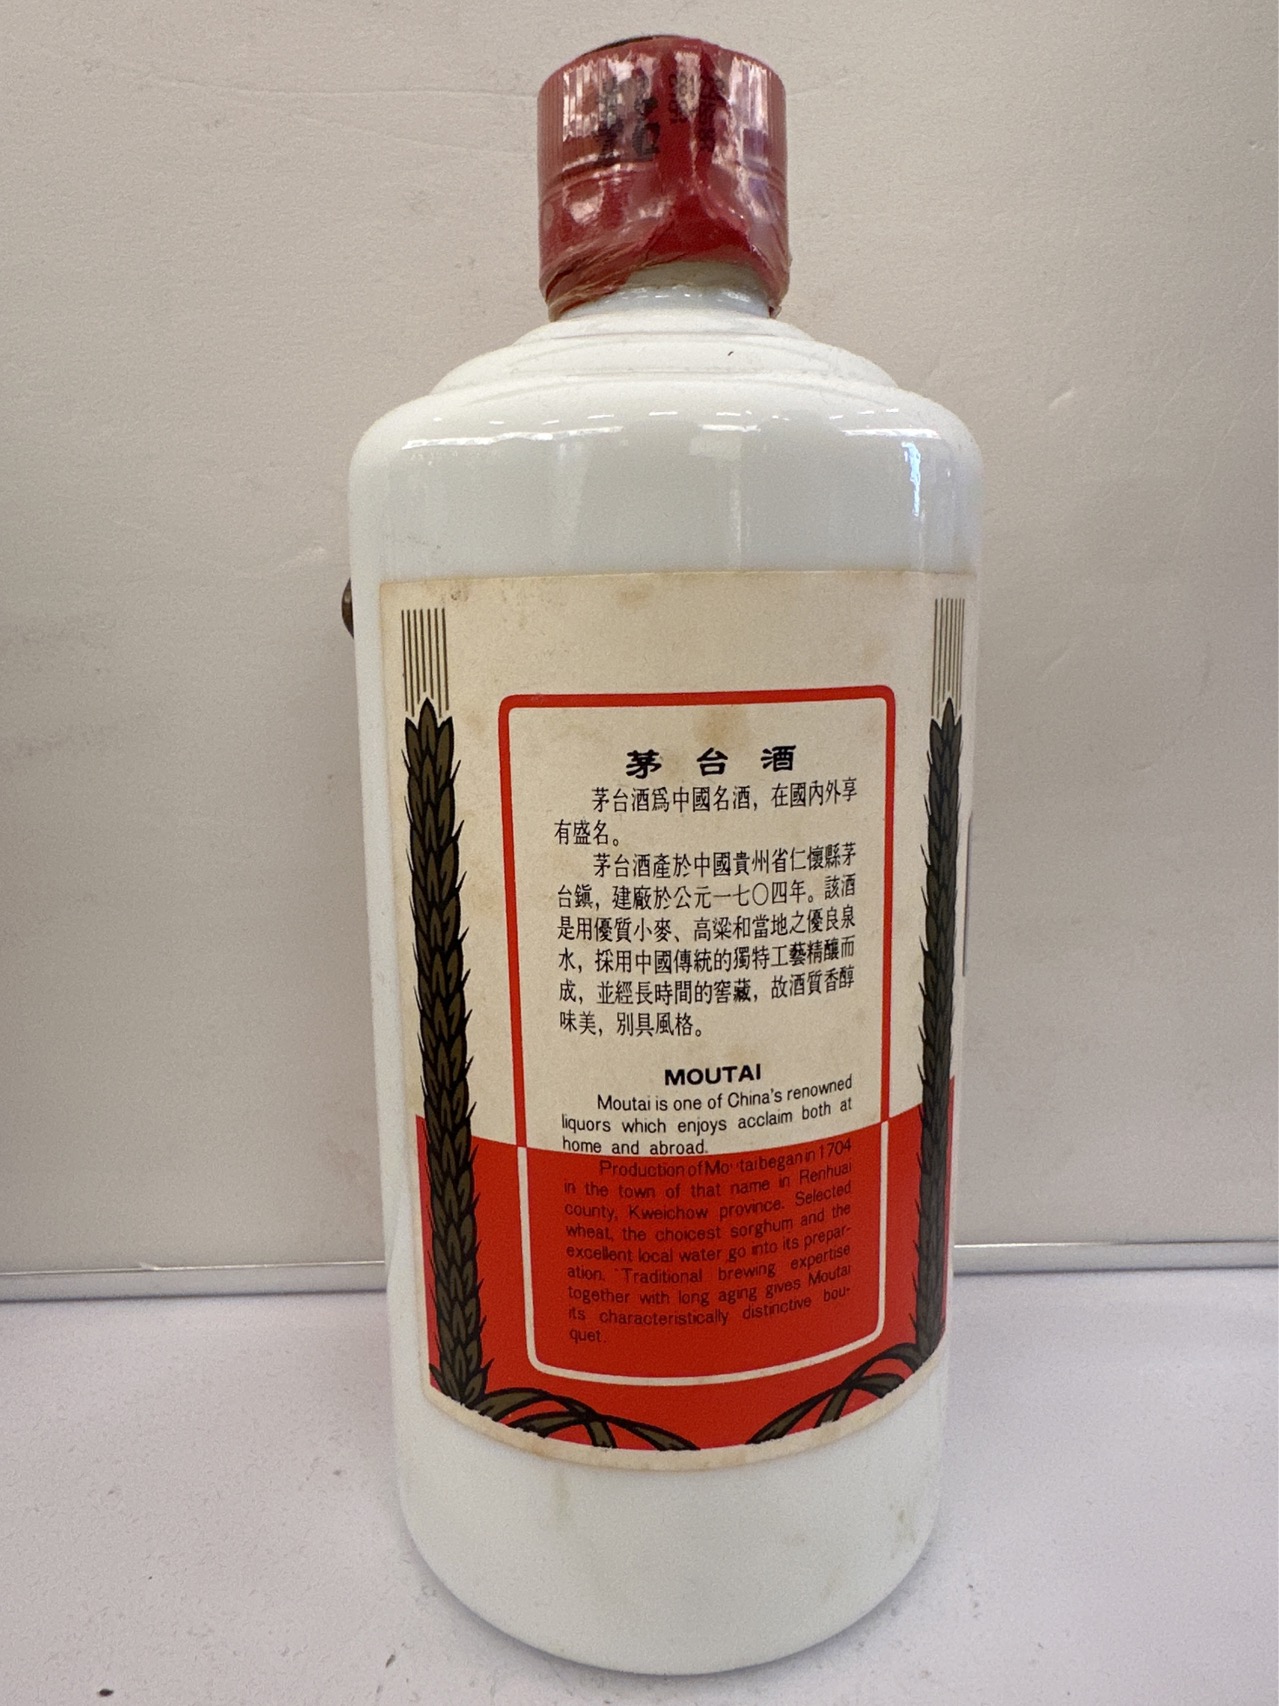 茅台酒
茅台酒爲中國名酒，在國內外享
有盛名。
茅台酒產於中國貴州省仁懷縣茅
台鎭，建廠於公元一七〇四年。該酒
是用優質小麥、高粱和當地之優良泉
水，採用中國傳統的獨特工藝精釀而
成，並經長時間的窖藏，故酒質香醇
味美，別具風格。
MOUTAI
Moutai is one of China's renowned
liquors which enjoys acclaim both at
home and abroad.
Production of Moutai began in 1704
in the town of that name in Renhuai
county, Kweichow province. Selected
wheat, the choicest sorghum and the
excellent local water go into its prepar-
ation. Traditional brewing expertise
together with long aging gives Moutai
its characteristically distinctive bou-
quet.